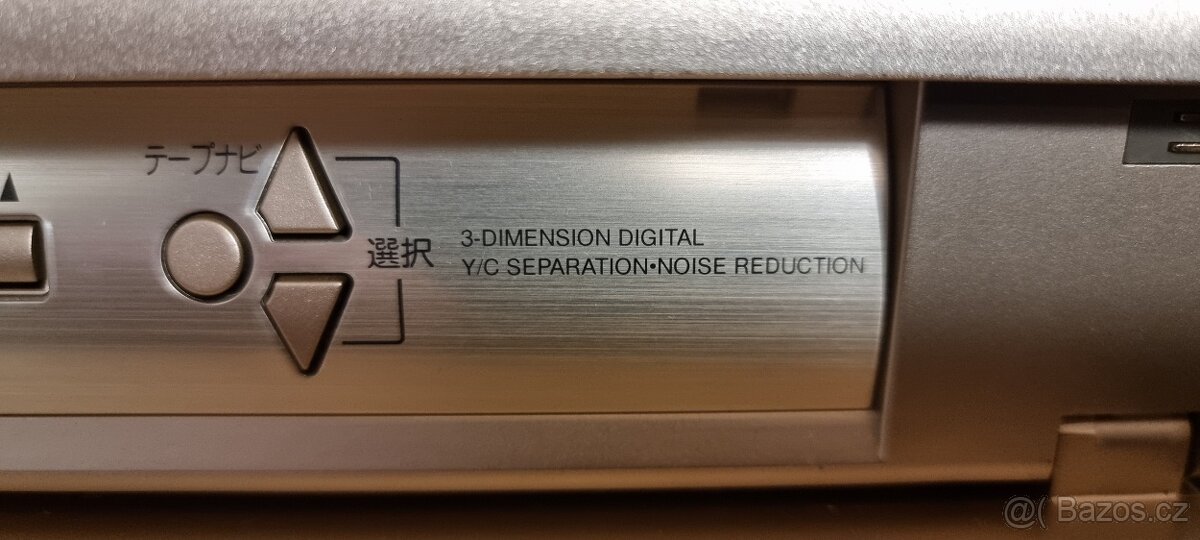 テープナビ
選択
3-DIMENSION DIGITAL
Y/C SEPARATION•NOISE REDUCTION
@( Bazos.cz